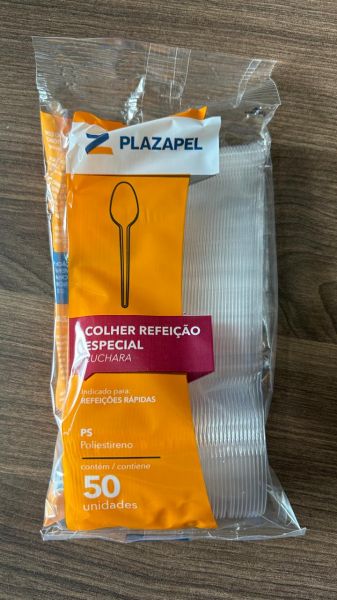 PLAZAPEL
COLHER REFEIÇÃO
ESPECIAL
CUCHARA
Indicado para:
REFEIÇÕES RÁPIDAS
PS
Poliestireno
contém / contiene
50
unidades